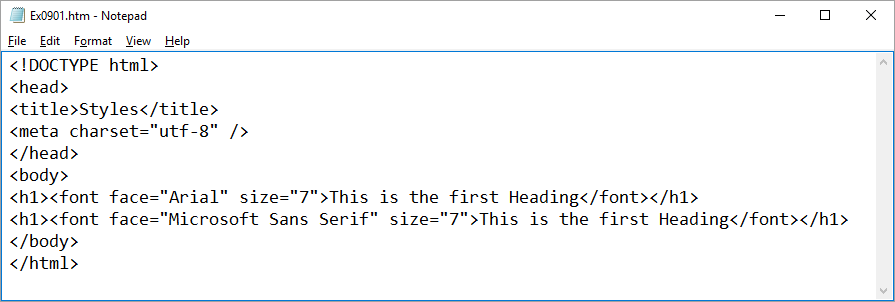 Ex0901.htm - Notepad
File Edit Format View Help
<!DOCTYPE html>
<head>
<title>Styles</title>
<meta charset="utf-8" />
</head>
<body>
<h1><font face="Arial" size="7">This is the first Heading</font></h1>
<h1><font face="Microsoft Sans Serif" size="7">This is the first Heading</font></h1>
</body>
</html>